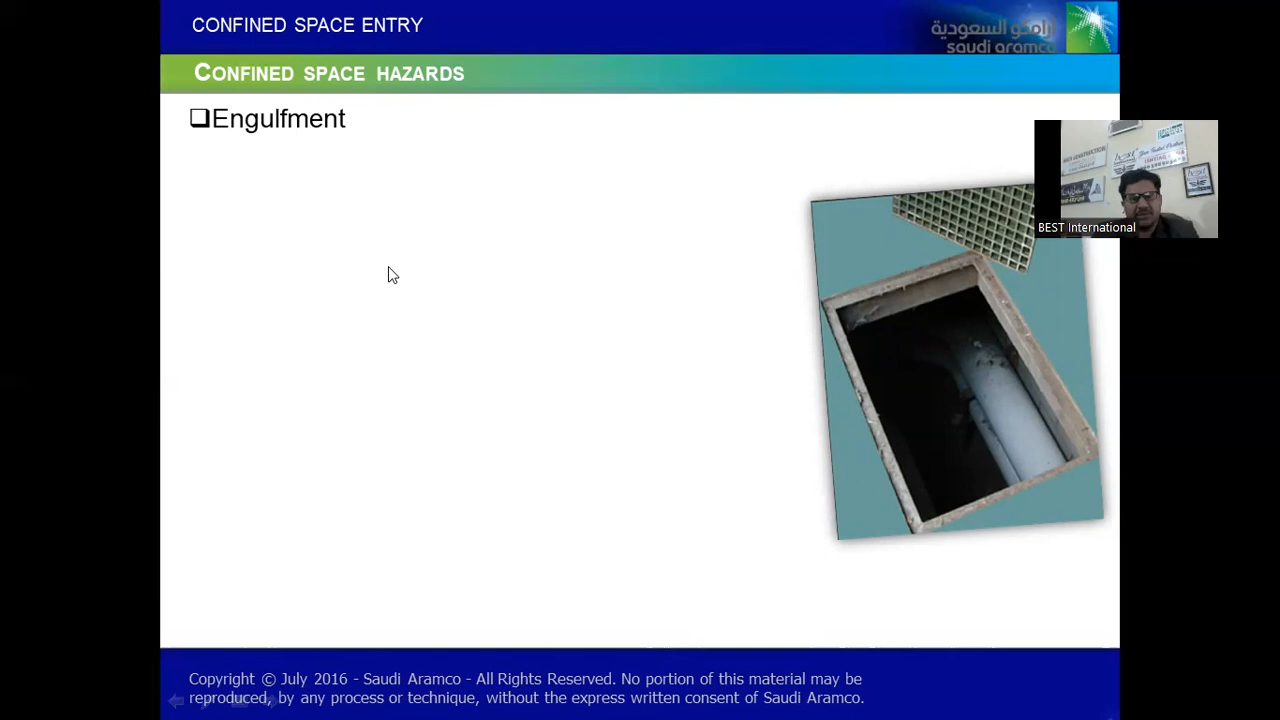 CONFINED SPACE ENTRY
أرامكو السعودية
saudi aramco
CONFINED SPACE HAZARDS
Engulfment
BEST International
Copyright © July 2016 - Saudi Aramco - All Rights Reserved. No portion of this material may be
reproduced, by any process or technique, without the express written consent of Saudi Aramco.